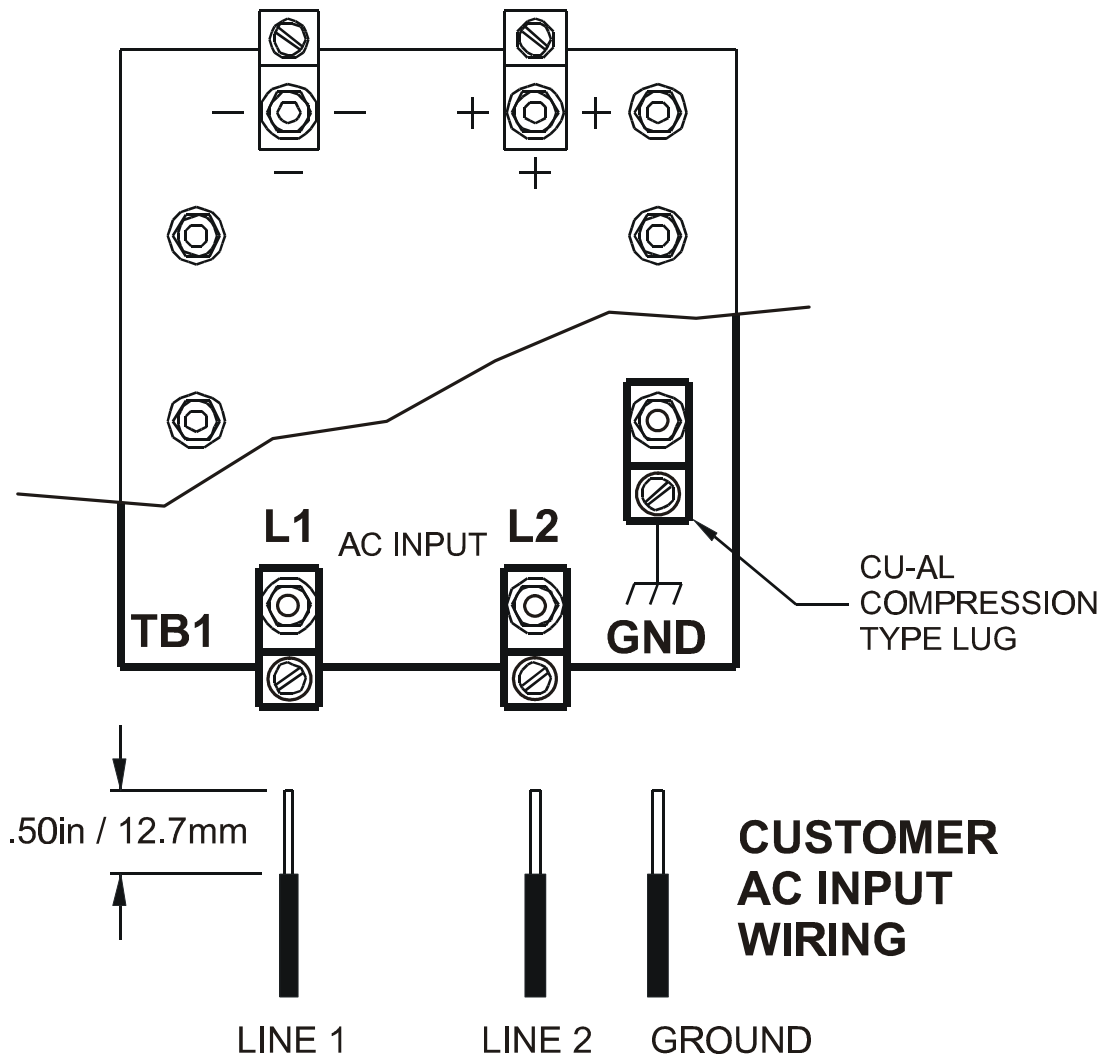 − −
+ +
−
+
L1
AC INPUT
L2
TB1
GND
CU-AL
COMPRESSION
TYPE LUG
.50in / 12.7mm
CUSTOMER
AC INPUT
WIRING
LINE 1
LINE 2
GROUND